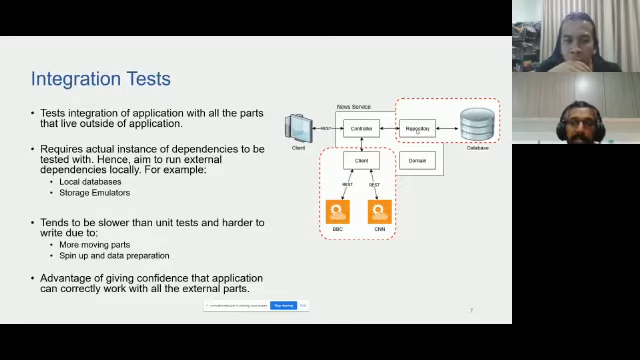 Integration Tests
• Tests integration of application with all the parts
that live outside of application.
• Requires actual instance of dependencies to be
tested with. Hence, aim to run external
dependencies locally. For example:
• Local databases
• Storage Emulators
• Tends to be slower than unit tests and harder to
write due to:
• More moving parts
• Spin up and data preparation
• Advantage of giving confidence that application
can correctly work with all the external parts.
News Service
REST
Controller
Repository
Client
Database
Client
Domain
REST
REST
BBC
CNN
Stop sharing
Hide
7